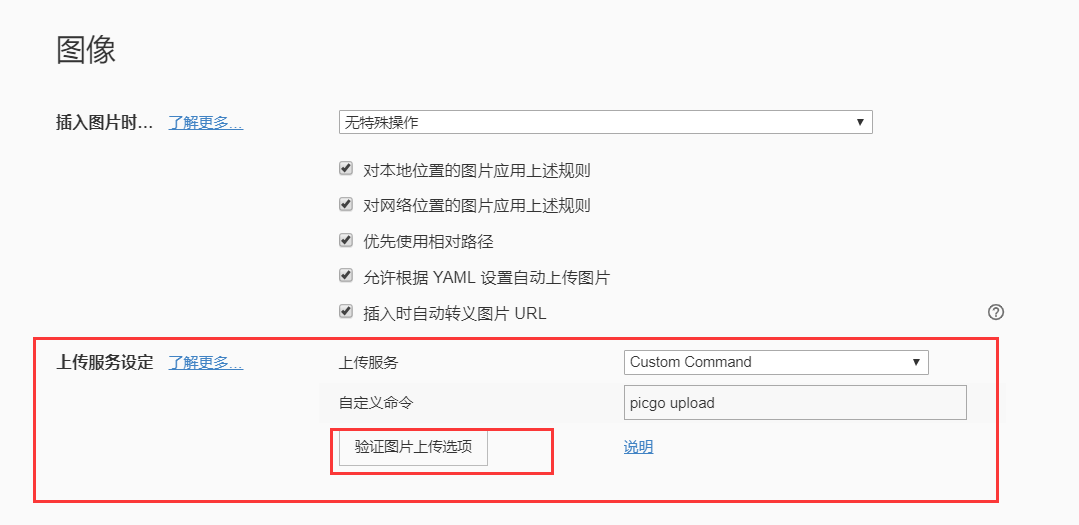 图像
插入图片时... 了解更多... 无特殊操作
对本地位置的图片应用上述规则
对网络位置的图片应用上述规则
优先使用相对路径
允许根据 YAML 设置自动上传图片
插入时自动转义图片 URL
上传服务设定 了解更多... 上传服务 Custom Command
自定义命令 picgo upload
验证图片上传选项 说明